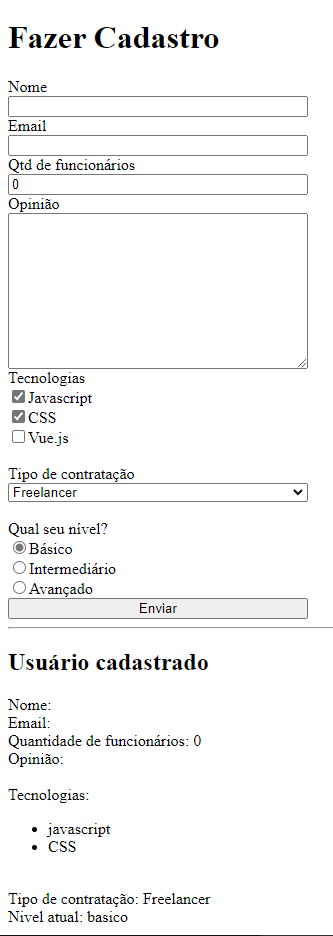 Fazer Cadastro
Nome
Email
Qtd de funcionários
0
Opinião
Tecnologias
Javascript
CSS
Vue.js
Tipo de contratação
Freelancer
Qual seu nível?
Básico
Intermediário
Avançado
Enviar
Usuário cadastrado
Nome:
Email:
Quantidade de funcionários: 0
Opinião:
Tecnologias:
javascript
CSS
Tipo de contratação: Freelancer
Nivel atual: basico